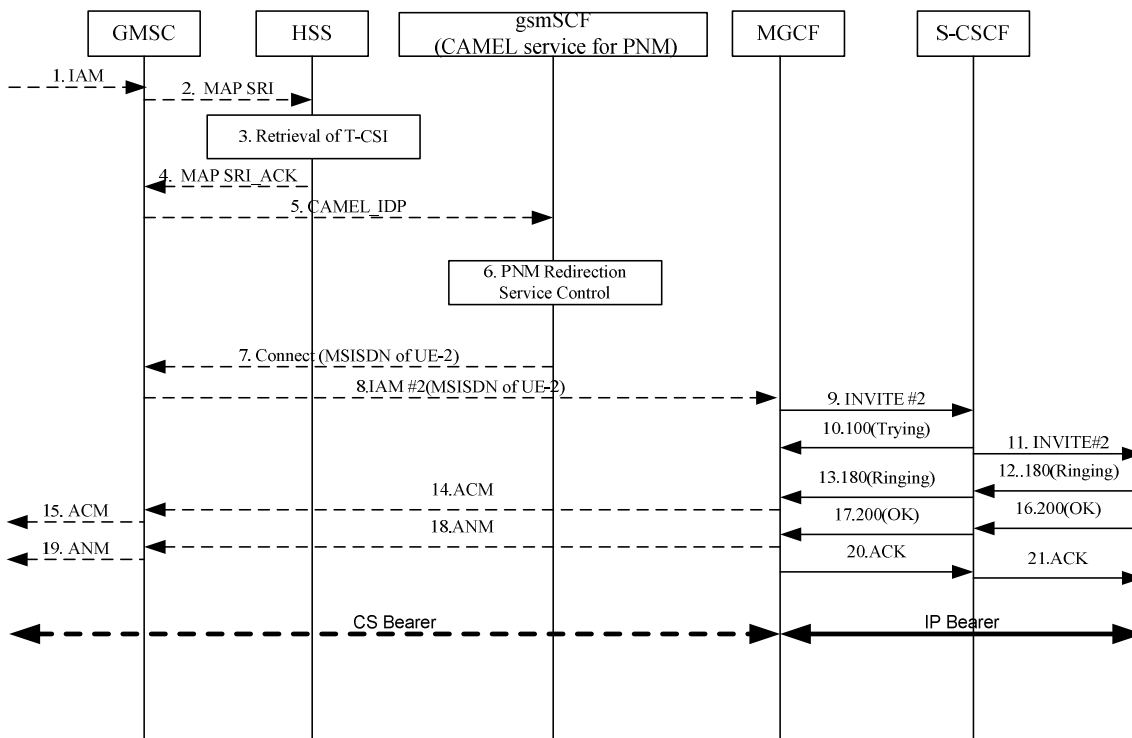 GMSC
HSS
gsmSCF
(CAMEL service for PNM)
MGCF
S-CSCF
1. IAM
2. MAP SRI
3. Retrieval of T-CSI
4. MAP SRI_ACK
5. CAMEL_IDP
6. PNM Redirection
Service Control
7. Connect (MSISDN of UE-2)
8.IAM #2(MSISDN of UE-2)
9. INVITE #2
10.100(Trying)
11. INVITE#2
12..180(Ringing)
13.180(Ringing)
14.ACM
15. ACM
16.200(OK)
17.200(OK)
18.ANM
19. ANM
20.ACK
21.ACK
CS Bearer
IP Bearer